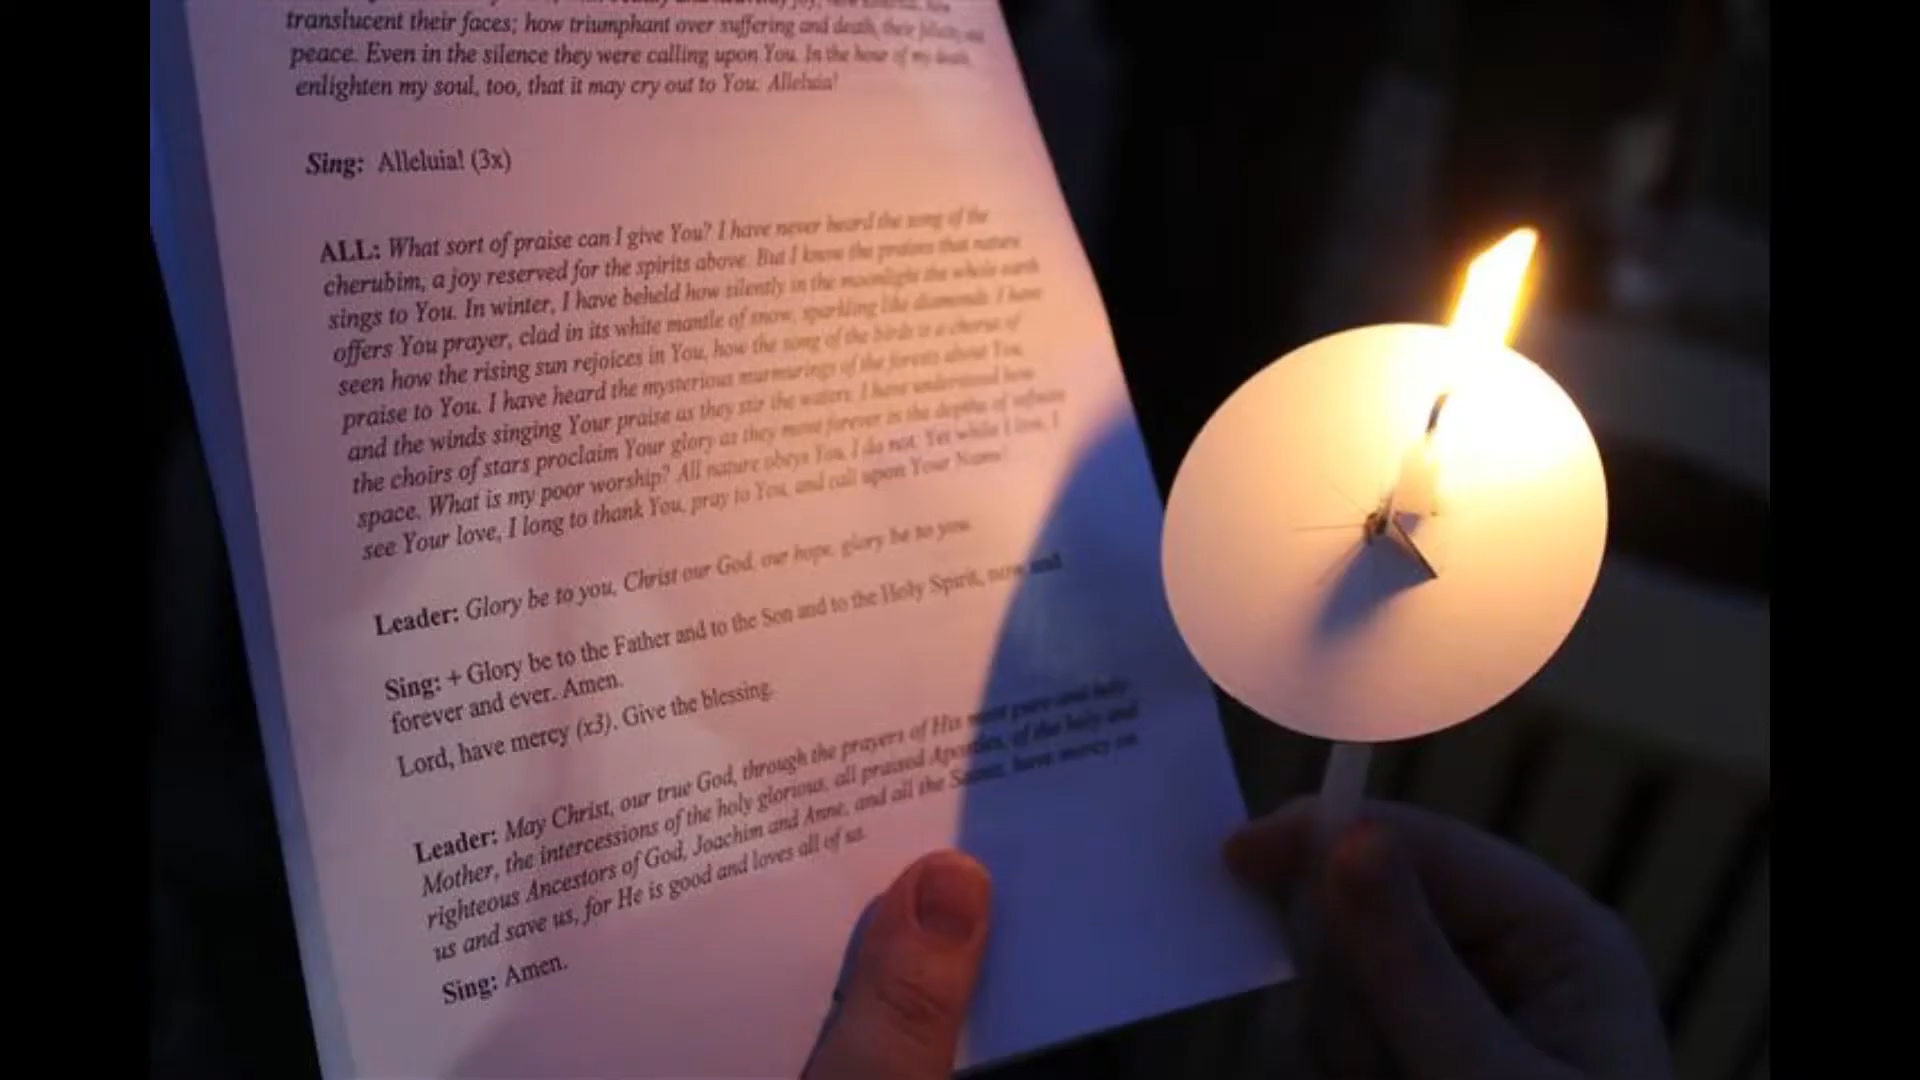 translucent their faces; how triumphant over suffering and death, their felicity and
peace. Even in the silence they were calling upon You. In the hour of my death,
enlighten my soul, too, that it may cry out to You. Alleluia!
Sing: Alleluia! (3x)
ALL: What sort of praise can I give You? I have never heard the song of the
cherubim, a joy reserved for the spirits above. But I know the praises that nature
sings to You. In winter, I have beheld how silently in the moonlight the whole earth
offers You prayer, clad in its white mantle of snow, sparkling like diamonds. I have
seen how the rising sun rejoices in You, how the song of the birds is a chorus of
praise to You. I have heard the mysterious murmurings of the forests about You,
and the winds singing Your praise as they stir the waters. I have understood how
the choirs of stars proclaim Your glory as they move forever in the depths of infinite
space. What is my poor worship? All nature obeys You, I do not. Yet while I live, I
see Your love, I long to thank You, pray to You, and call upon Your Name!
Leader: Glory be to you, Christ our God, our hope, glory be to you.
Sing: + Glory be to the Father and to the Son and to the Holy Spirit, now and
forever and ever. Amen.
Lord, have mercy (x3). Give the blessing.
Leader: May Christ, our true God, through the prayers of His most pure and holy
Mother, the intercessions of the holy glorious, all praised Apostles, of the holy and
righteous Ancestors of God, Joachim and Anne, and all the Saints, have mercy on
us and save us, for He is good and loves all of us.
Sing: Amen.